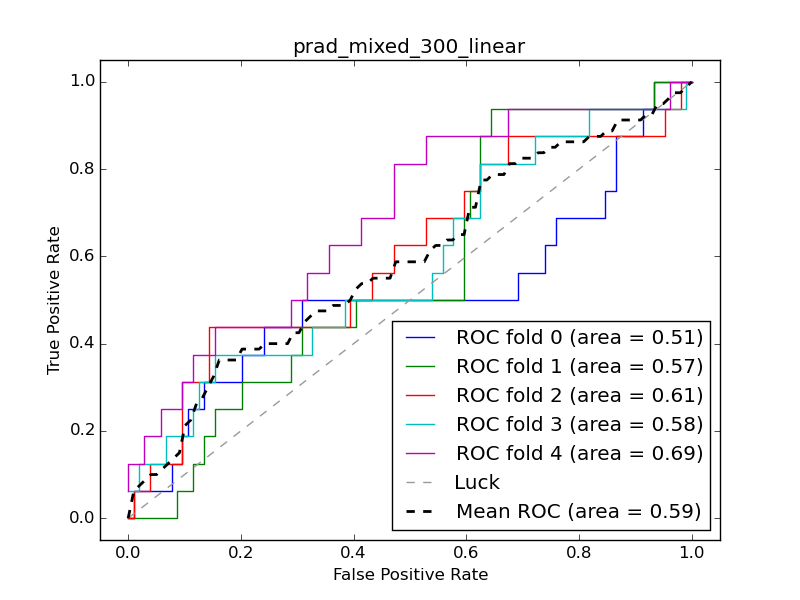 prad_mixed_300_linear
True Positive Rate
1.0
0.8
0.6
0.4
0.2
0.0
ROC fold 0 (area = 0.51)
ROC fold 1 (area = 0.57)
ROC fold 2 (area = 0.61)
ROC fold 3 (area = 0.58)
ROC fold 4 (area = 0.69)
Luck
Mean ROC (area = 0.59)
0.0 0.2 0.4 0.6 0.8 1.0
False Positive Rate